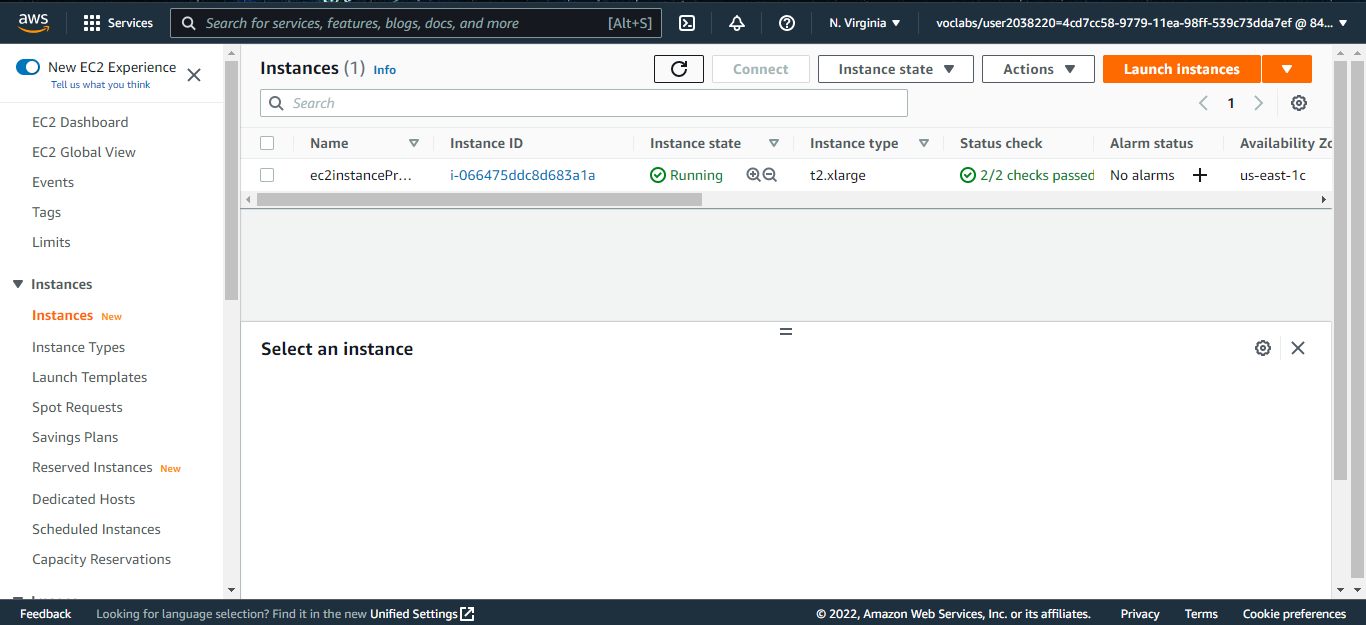 aws
Services
Search for services, features, blogs, docs, and more [Alt+S]
N. Virginia
voclabs/user2038220=4cd7cc58-9779-11ea-98ff-539c73dda7ef @ 84...
New EC2 Experience
Tell us what you think
EC2 Dashboard
EC2 Global View
Events
Tags
Limits
Instances
Instances New
Instance Types
Launch Templates
Spot Requests
Savings Plans
Reserved Instances New
Dedicated Hosts
Scheduled Instances
Capacity Reservations
Instances (1) Info
Connect
Instance state
Actions
Launch instances
Search
1
Name Instance ID Instance state Instance type Status check Alarm status Availability Zo
ec2instancePr... i-066475ddc8d683a1a Running t2.xlarge 2/2 checks passed No alarms us-east-1c
Select an instance
Feedback Looking for language selection? Find it in the new Unified Settings © 2022, Amazon Web Services, Inc. or its affiliates. Privacy Terms Cookie preferences